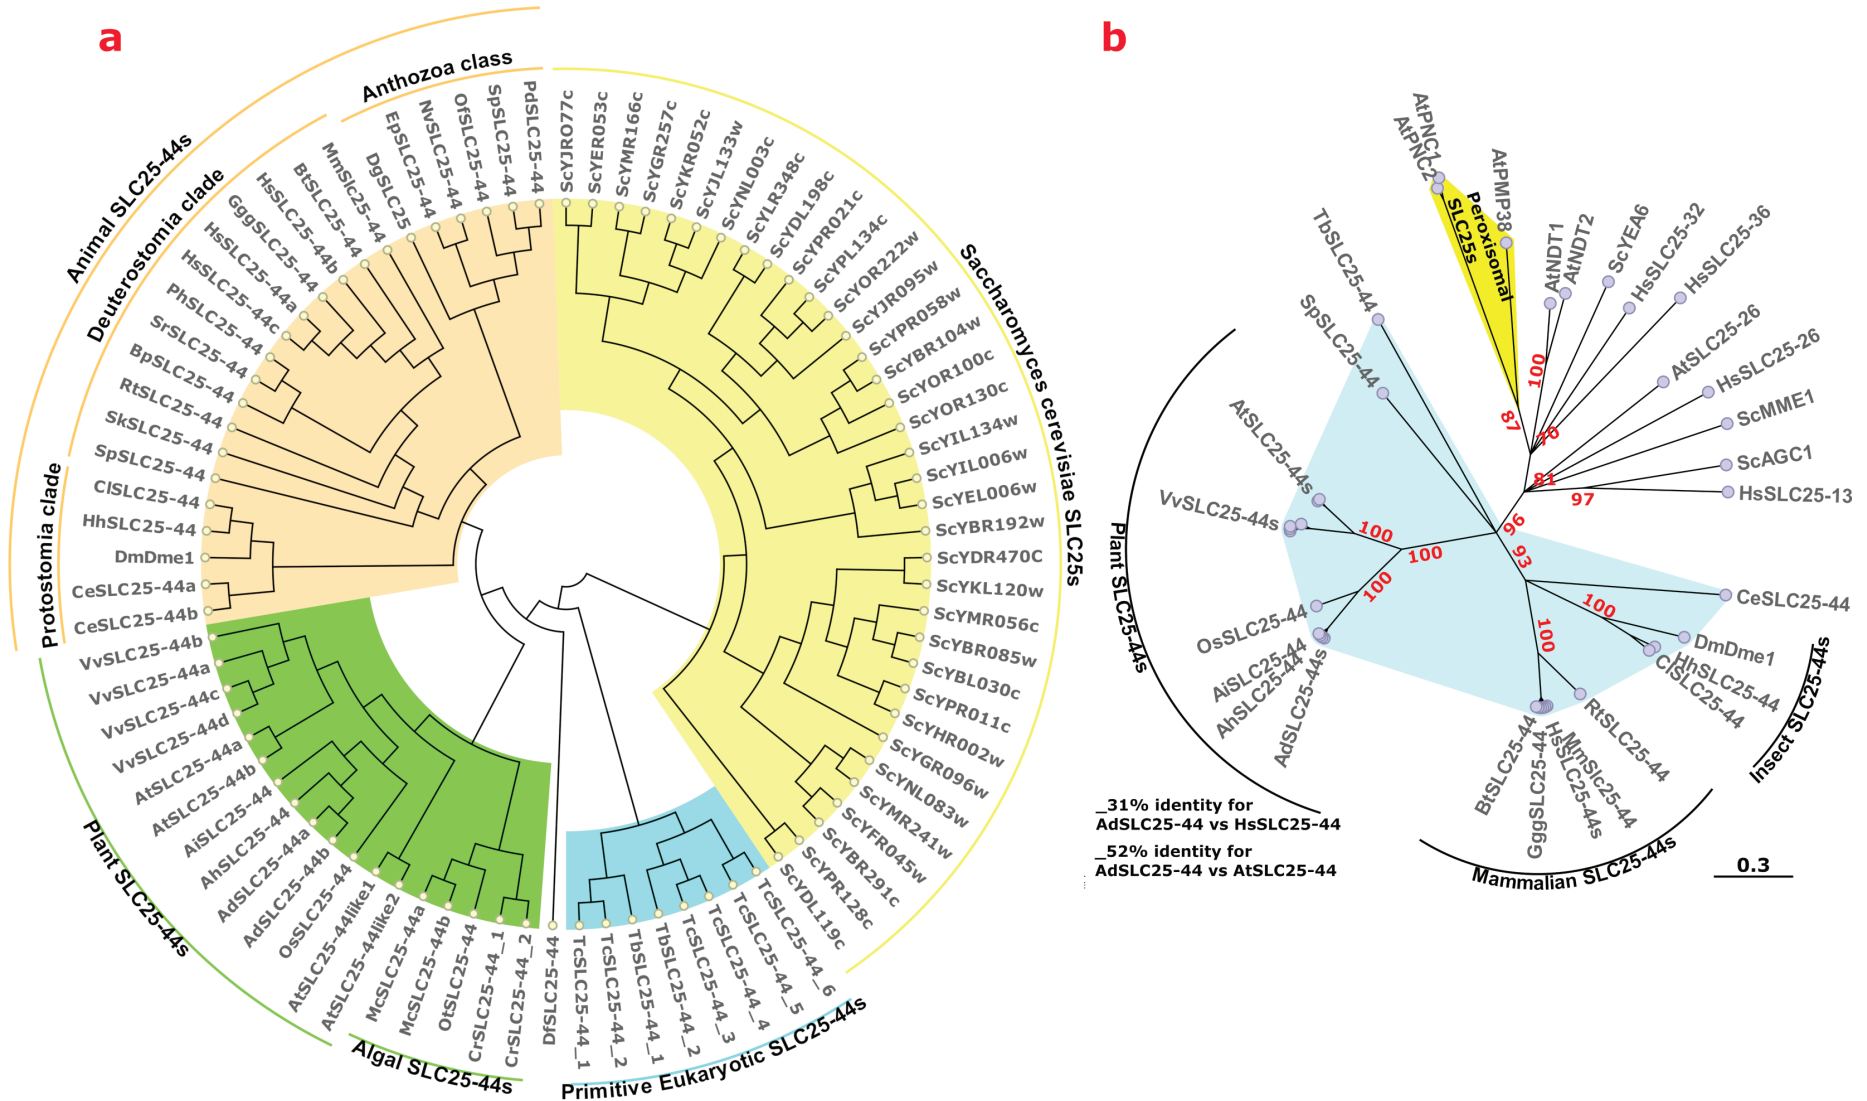 a
Animal SLC25-44s
Anthozoa class
Deuterostomia clade
Protostomia clade
Saccharomyces cerevisiae SLC25s
Plant SLC25-44s
Algal SLC25-44s
Primitive Eukaryotic SLC25-44s
ScYJR077c
ScYER053c
ScYMR166c
ScYGR257c
ScYKR052c
ScYJL133w
ScYNL003c
ScYLR348c
ScYDL198c
ScYPR021c
ScYPL134c
ScYOR222w
ScYJR095w
ScYPR058w
ScYBR104w
ScYOR100c
ScYOR130c
ScYIL134w
ScYIL006w
ScYEL006w
ScYBR192w
ScYDR470C
ScYKL120w
ScYMR056c
ScYBR085w
ScYBL030c
ScYPR011c
ScYHR002w
ScYGR096w
ScYNL083w
ScYMR241w
ScYFR045w
ScYBR291c
ScYPR128c
ScYDL119c
TcSLC25-44_6
TcSLC25-44_5
TcSLC25-44_4
TcSLC25-44_3
TbSLC25-44_2
TbSLC25-44_1
TcSLC25-44_2
TcSLC25-44_1
DfSLC25-44
CrSLC25-44_2
CrSLC25-44_1
OtSLC25-44
McSLC25-44b
McSLC25-44a
AtSLC25-44like2
AtSLC25-44like1
OsSLC25-44
AdSLC25-44b
AdSLC25-44a
AhSLC25-44
AiSLC25-44
AtSLC25-44b
AtSLC25-44a
VvSLC25-44d
VvSLC25-44c
VvSLC25-44a
VvSLC25-44b
CeSLC25-44b
CeSLC25-44a
DmDme1
HhSLC25-44
ClSLC25-44
SpSLC25-44
SkSLC25-44
RtSLC25-44
BpSLC25-44
SrSLC25-44
PhSLC25-44
HsSLC25-44c
HsSLC25-44a
GggSLC25-44
HsSLC25-44b
BtSLC25-44
MmSlc25-44
DgSLC25
EpSLC25-44
NvSLC25-44
OfSLC25-44
SpSLC25-44
PdSLC25-44
b
AtPNC1
AtPNC2
AtPMP38
Peroxisomal
SLC25s
AtNDT1
AtNDT2
ScYEA6
HsSLC25-32
HsSLC25-36
AtSLC25-26
HsSLC25-26
ScMME1
ScAGC1
HsSLC25-13
TbSLC25-44
SpSLC25-44
AtSLC25-44s
VvSLC25-44s
OsSLC25-44
AiSLC25-44
AhSLC25-44
AdSLC25-44s
Plant SLC25-44s
CeSLC25-44
DmDme1
HhSLC25-44
ClSLC25-44
Insect SLC25-44s
RtSLC25-44
MmSlc25-44
HsSLC25-44s
GggSLC25-44
BtSLC25-44
Mammalian SLC25-44s
100
87
70
81
97
96
93
100
100
100
100
100
_31% identity for
AdSLC25-44 vs HsSLC25-44
_52% identity for
AdSLC25-44 vs AtSLC25-44
0.3